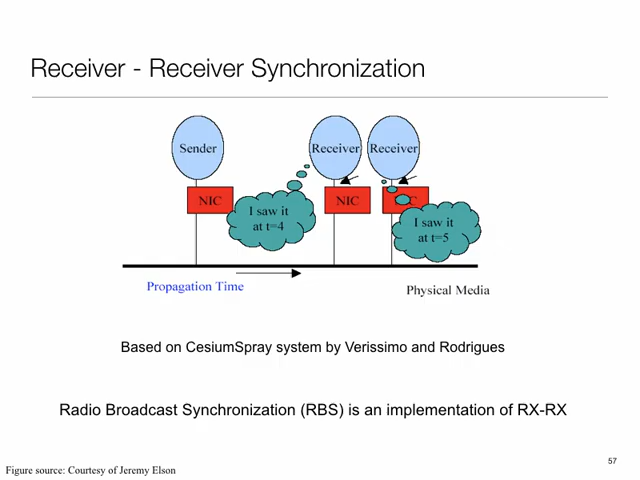 Receiver - Receiver Synchronization
Sender
Receiver
Receiver
NIC
NIC
I saw it
at t=4
I saw it
at t=5
Propagation Time
Physical Media
Based on CesiumSpray system by Verissimo and Rodrigues
Radio Broadcast Synchronization (RBS) is an implementation of RX-RX
57
Figure source: Courtesy of Jeremy Elson